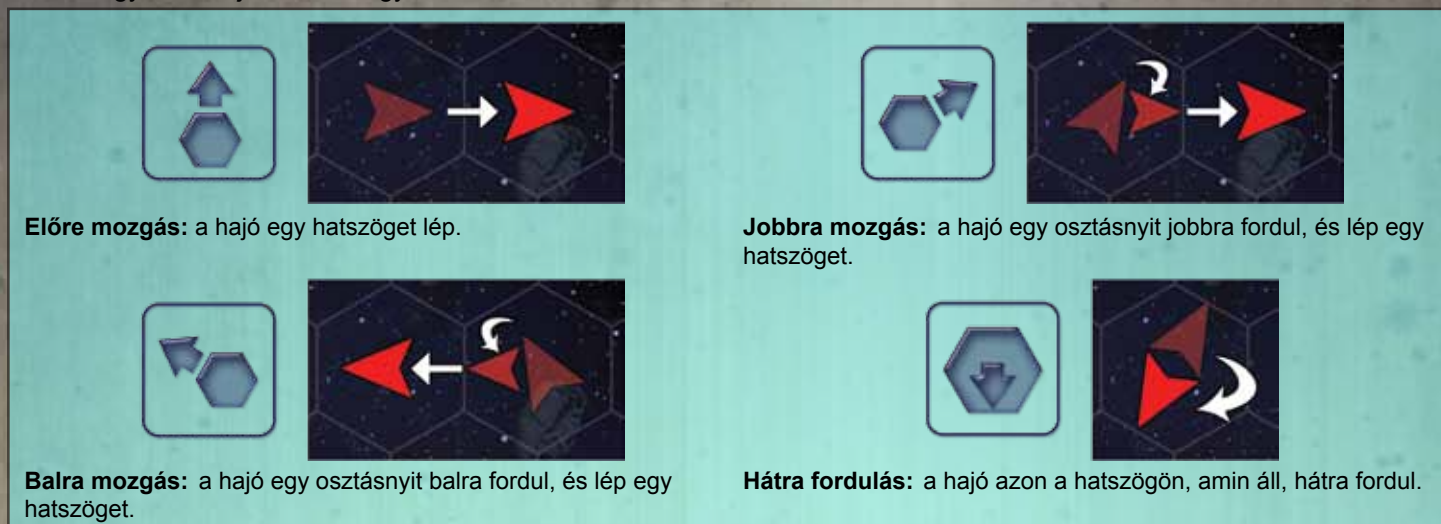 Előre mozgás: a hajó egy hatszöget lép.
Jobbra mozgás: a hajó egy osztásnyit jobbra fordul, és lép egy
hatszöget.
Balra mozgás: a hajó egy osztásnyit balra fordul, és lép egy
hatszöget.
Hátra fordulás: a hajó azon a hatszögön, amin áll, hátra fordul.